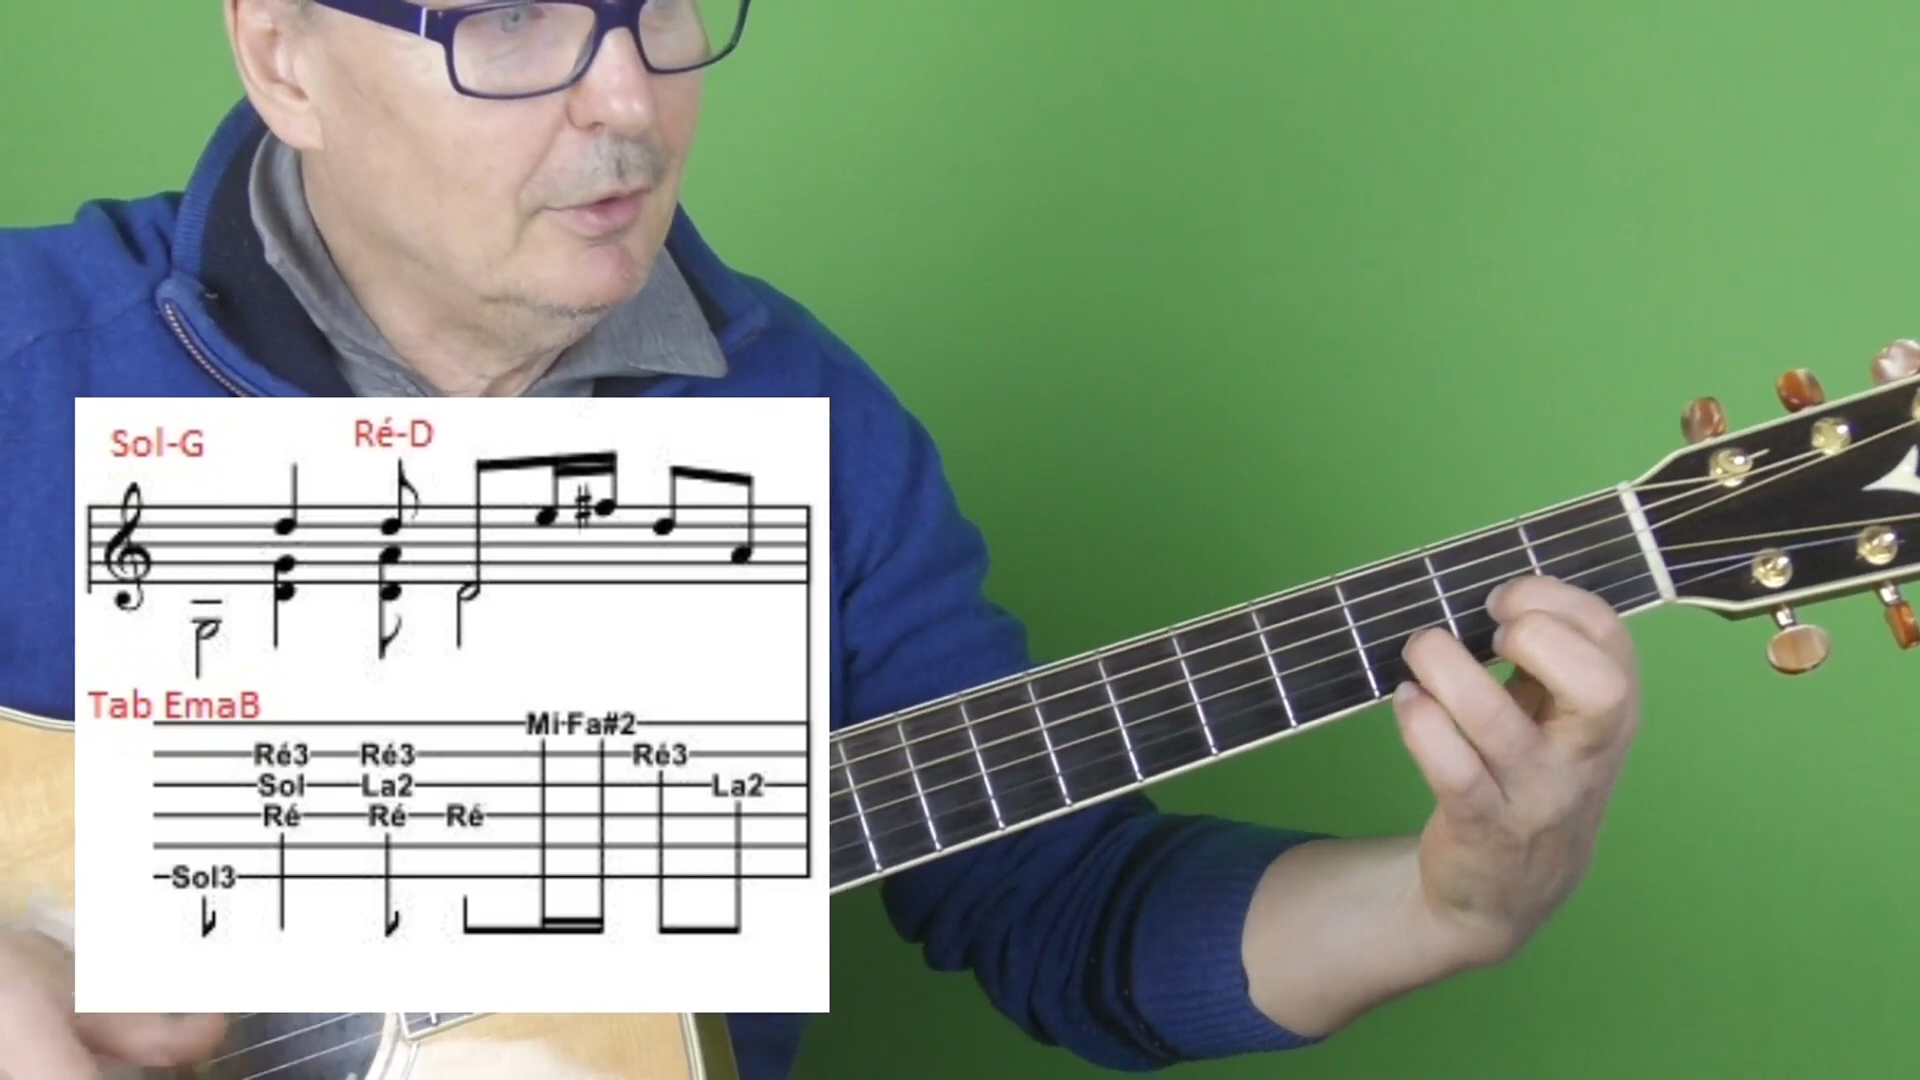 Sol-G Ré-D
Tab EmaB
Mi Fa#2
Ré3 Ré3 Ré3
Sol La2 La2
Ré Ré Ré
Sol3